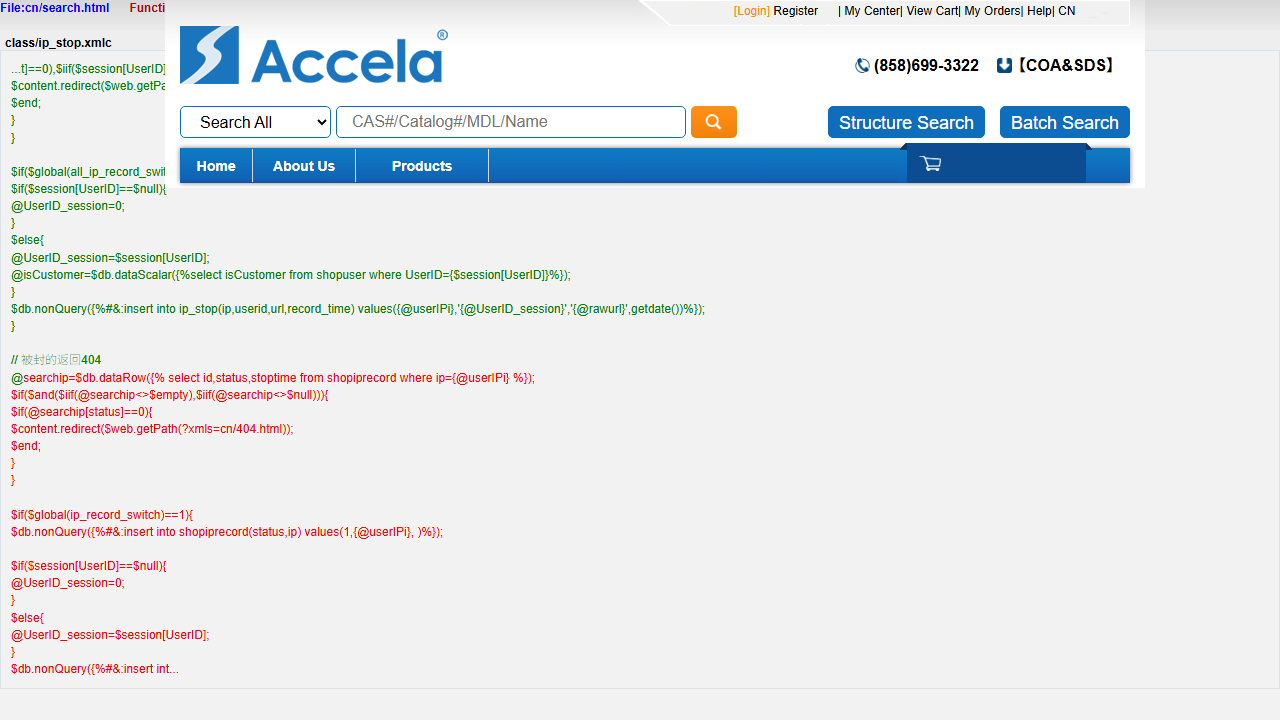 File:cn/search.html Functi
[Login] Register | My Center| View Cart| My Orders| Help| CN
class/ip_stop.xmlc
Accela®
(858)699-3322 【COA&SDS】
Search All CAS#/Catalog#/MDL/Name Structure Search Batch Search
Home About Us Products
...t]==0),$iif($session[UserID]
$content.redirect($web.getPa
$end;
}
}
$if($global(all_ip_record_swit
$if($session[UserID]==$null){
@UserID_session=0;
}
$else{
@UserID_session=$session[UserID];
@isCustomer=$db.dataScalar({%select isCustomer from shopuser where UserID={$session[UserID]}%});
}
$db.nonQuery({%#&:insert into ip_stop(ip,userid,url,record_time) values({@userIPi},'{@UserID_session}','{@rawurl}',getdate())%});
}
// 被封的返回404
@searchip=$db.dataRow({% select id,status,stoptime from shopiprecord where ip={@userIPi} %});
$if($and($iif(@searchip<>$empty),$iif(@searchip<>$null))){
$if(@searchip[status]==0){
$content.redirect($web.getPath(?xmls=cn/404.html));
$end;
}
}
$if($global(ip_record_switch)==1){
$db.nonQuery({%#&:insert into shopiprecord(status,ip) values(1,{@userIPi}, )%});
$if($session[UserID]==$null){
@UserID_session=0;
}
$else{
@UserID_session=$session[UserID];
}
$db.nonQuery({%#&:insert int...